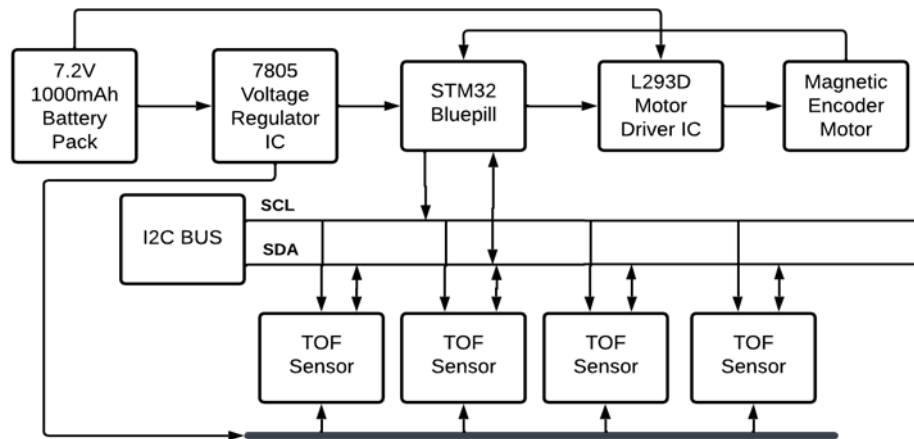 7.2V
1000mAh
Battery
Pack
7805
Voltage
Regulator
IC
STM32
Bluepill
L293D
Motor
Driver IC
Magnetic
Encoder
Motor
I2C BUS
SCL
SDA
TOF
Sensor
TOF
Sensor
TOF
Sensor
TOF
Sensor